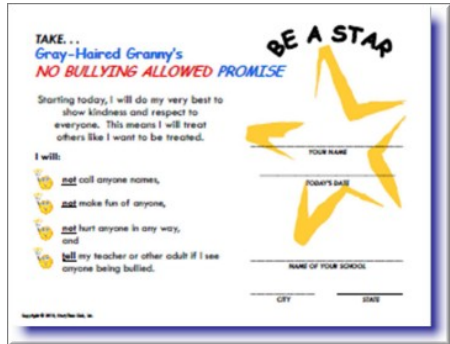 TAKE. . .
Gray-Haired Granny's
NO BULLYING ALLOWED PROMISE
BE A STAR
Starting today, I will do my very best to
show kindness and respect to
everyone. This means I will treat
others like I want to be treated.
I will:
not call anyone names,
not make fun of anyone,
not hurt anyone in any way,
and
tell my teacher or other adult if I see
anyone being bullied.
YOUR NAME
TODAY'S DATE
NAME OF YOUR SCHOOL
CITY STATE
Copyright © Inc.